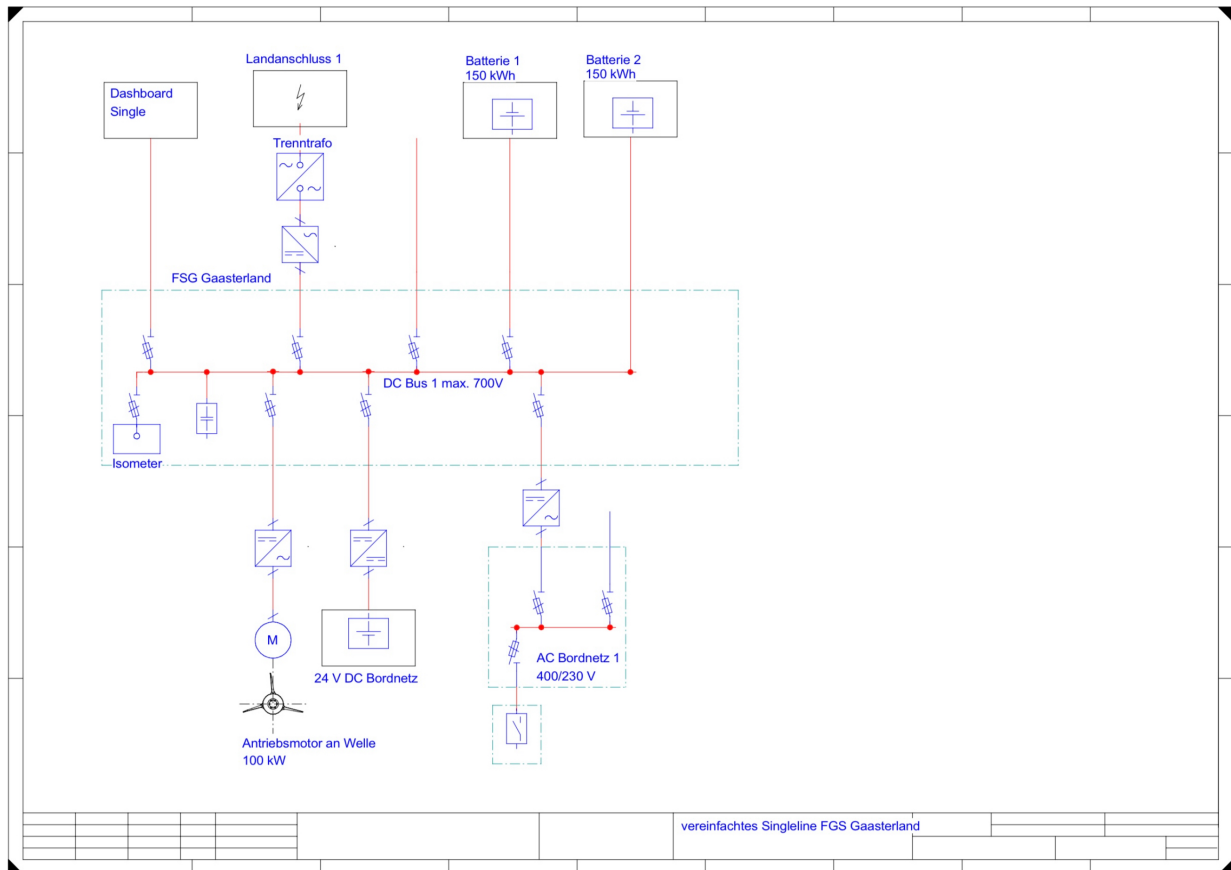 Landanschluss 1
Batterie 1
150 kWh
Batterie 2
150 kWh
Dashboard
Single
Trenntrafo
FSG Gaasterland
DC Bus 1 max. 700V
Isometer
M
24 V DC Bordnetz
AC Bordnetz 1
400/230 V
Antriebsmotor an Welle
100 kW
vereinfachtes Singleline FGS Gaasterland